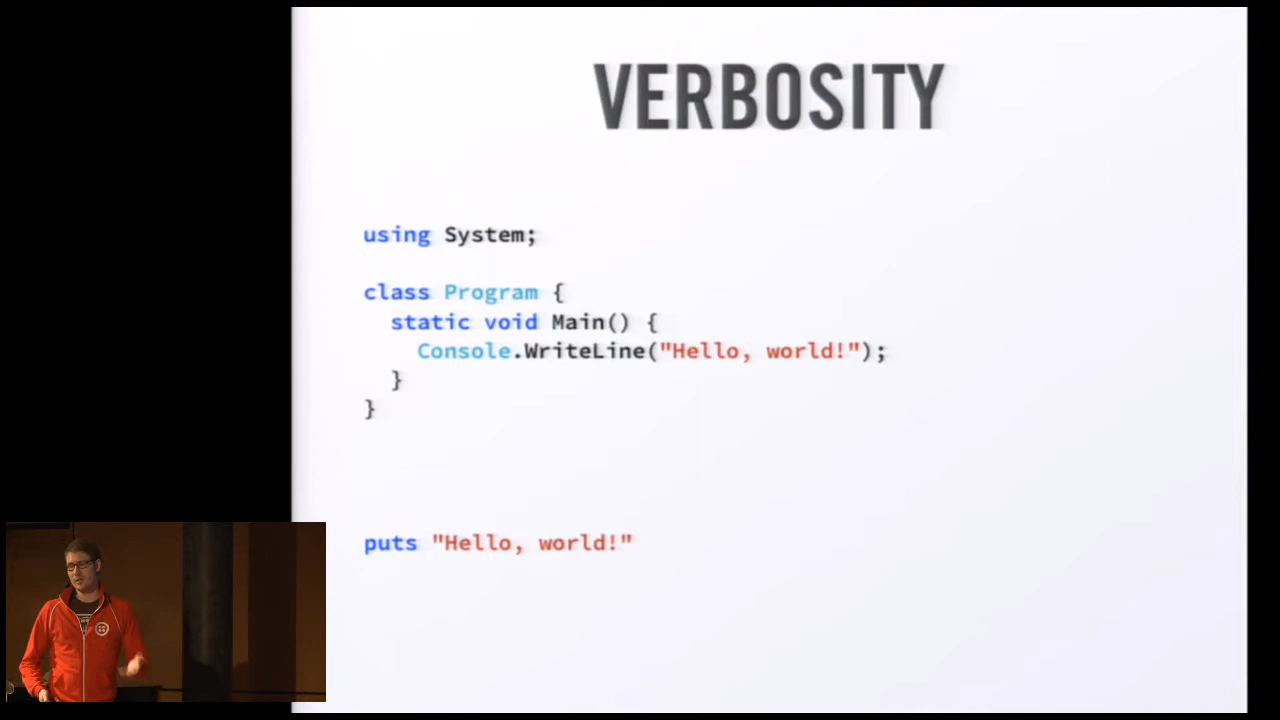 VERBOSITY
using System;
class Program {
  static void Main() {
    Console.WriteLine("Hello, world!");
  }
}
puts "Hello, world!"